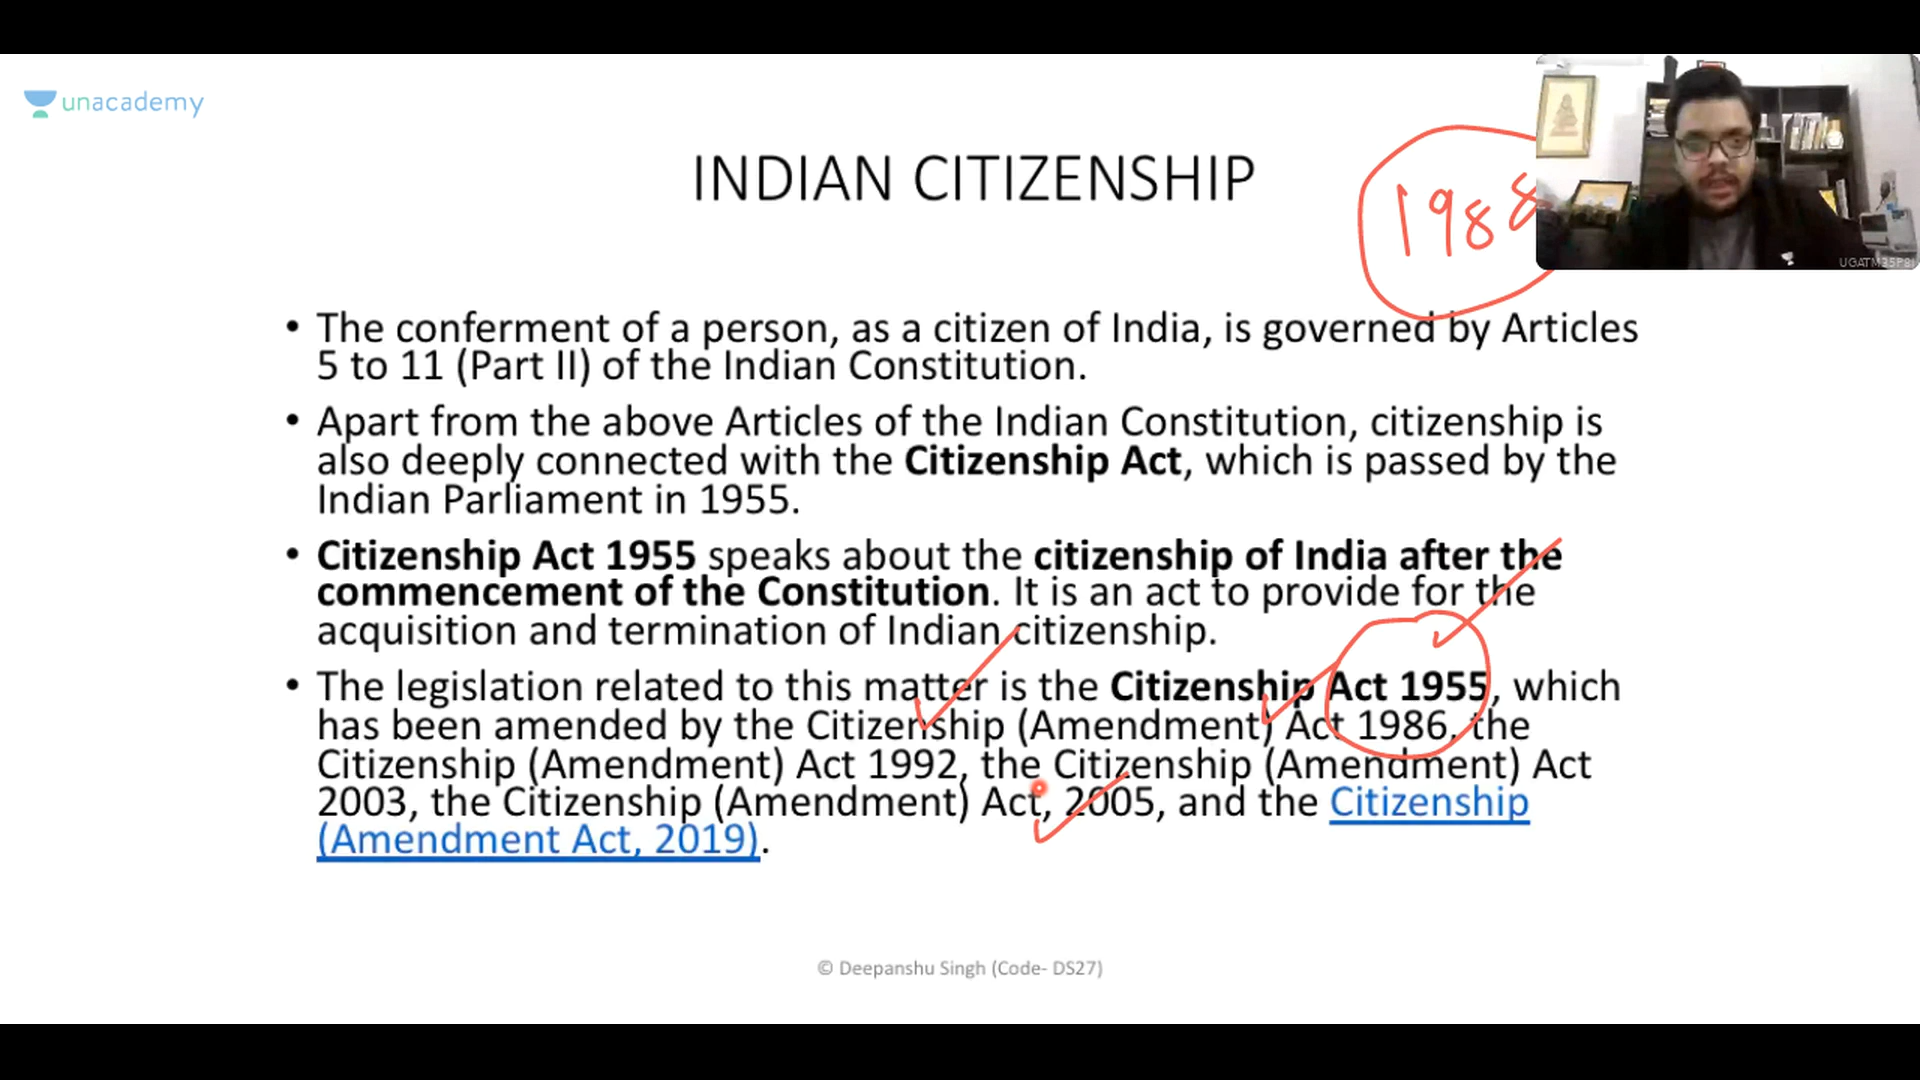 unacademy
INDIAN CITIZENSHIP
1988
• The conferment of a person, as a citizen of India, is governed by Articles
5 to 11 (Part II) of the Indian Constitution.
• Apart from the above Articles of the Indian Constitution, citizenship is
also deeply connected with the Citizenship Act, which is passed by the
Indian Parliament in 1955.
• Citizenship Act 1955 speaks about the citizenship of India after the
commencement of the Constitution. It is an act to provide for the
acquisition and termination of Indian citizenship.
• The legislation related to this matter is the Citizenship Act 1955, which
has been amended by the Citizenship (Amendment) Act 1986, the
Citizenship (Amendment) Act 1992, the Citizenship (Amendment) Act
2003, the Citizenship (Amendment) Act, 2005, and the Citizenship
(Amendment Act, 2019).
© Deepanshu Singh (Code- DS27)